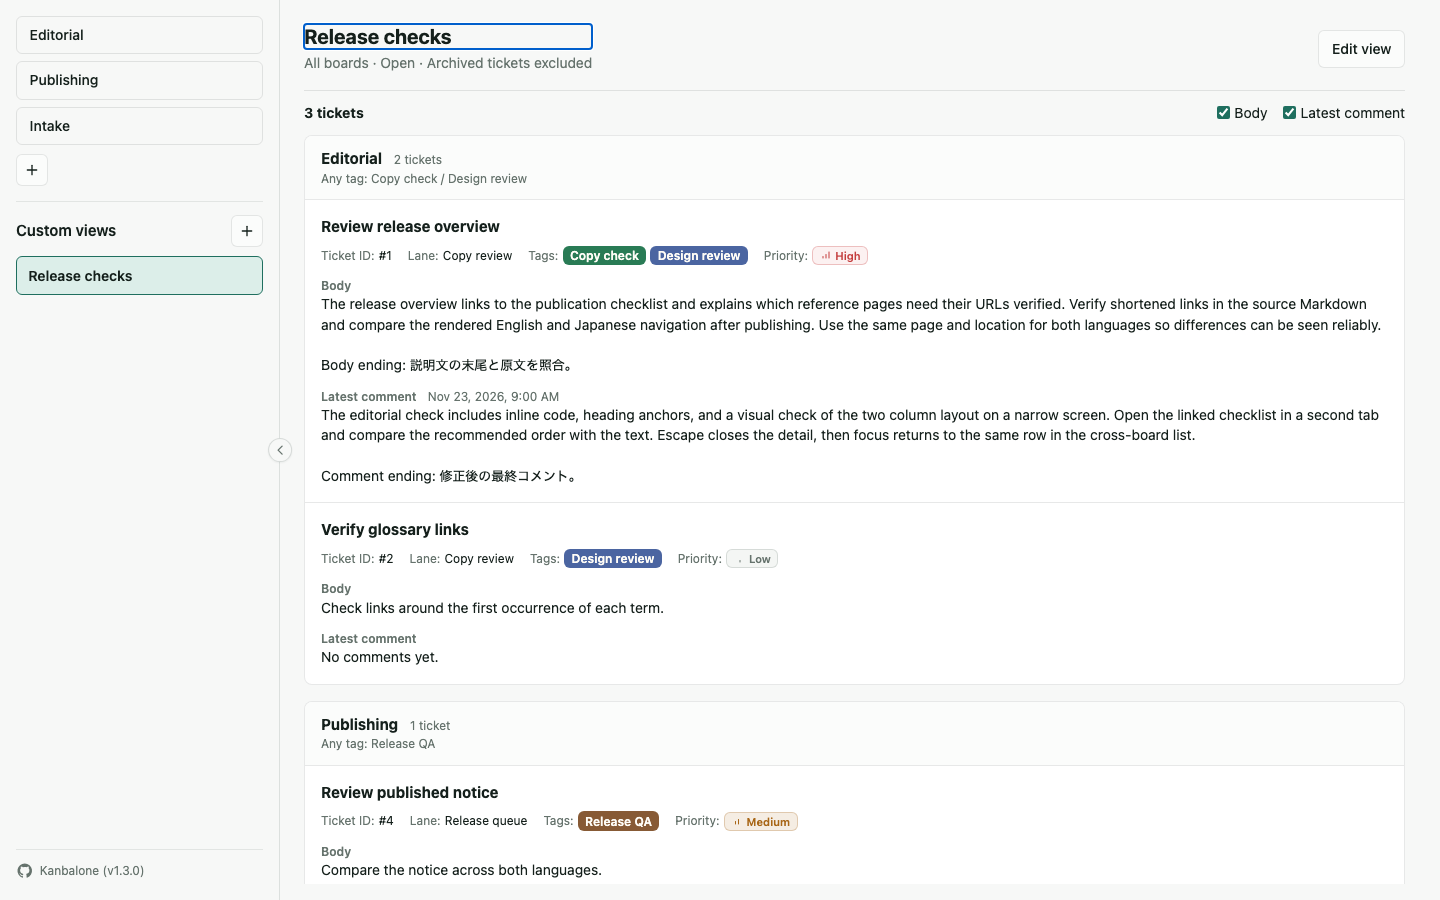 Editorial
Publishing
Intake
Custom views
Release checks
Kanbalone (v1.3.0)
Release checks
All boards · Open · Archived tickets excluded
Edit view
3 tickets
Body
Latest comment
Editorial 2 tickets
Any tag: Copy check / Design review
Review release overview
Ticket ID: #1 Lane: Copy review Tags: Copy check Design review Priority: High
Body
The release overview links to the publication checklist and explains which reference pages need their URLs verified. Verify shortened links in the source Markdown
and compare the rendered English and Japanese navigation after publishing. Use the same page and location for both languages so differences can be seen reliably.
Body ending: 説明文の末尾と原文を照合。
Latest comment Nov 23, 2026, 9:00 AM
The editorial check includes inline code, heading anchors, and a visual check of the two column layout on a narrow screen. Open the linked checklist in a second tab
and compare the recommended order with the text. Escape closes the detail, then focus returns to the same row in the cross-board list.
Comment ending: 修正後の最終コメント。
Verify glossary links
Ticket ID: #2 Lane: Copy review Tags: Design review Priority: Low
Body
Check links around the first occurrence of each term.
Latest comment
No comments yet.
Publishing 1 ticket
Any tag: Release QA
Review published notice
Ticket ID: #4 Lane: Release queue Tags: Release QA Priority: Medium
Body
Compare the notice across both languages.